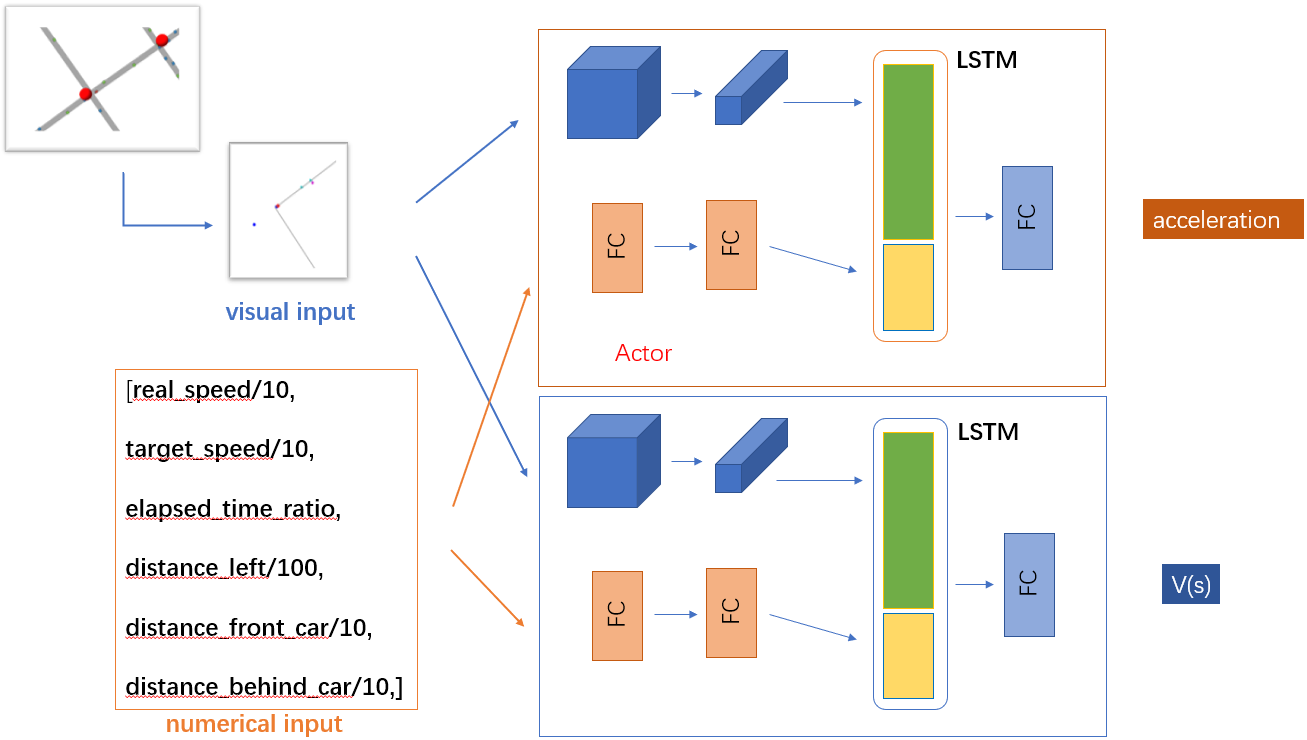 visual input
[real_speed/10,
target_speed/10,
elapsed_time_ratio,
distance_left/100,
distance_front_car/10,
distance_behind_car/10,]
numerical input
LSTM
FC
FC
FC
Actor
acceleration
LSTM
FC
FC
FC
V(s)